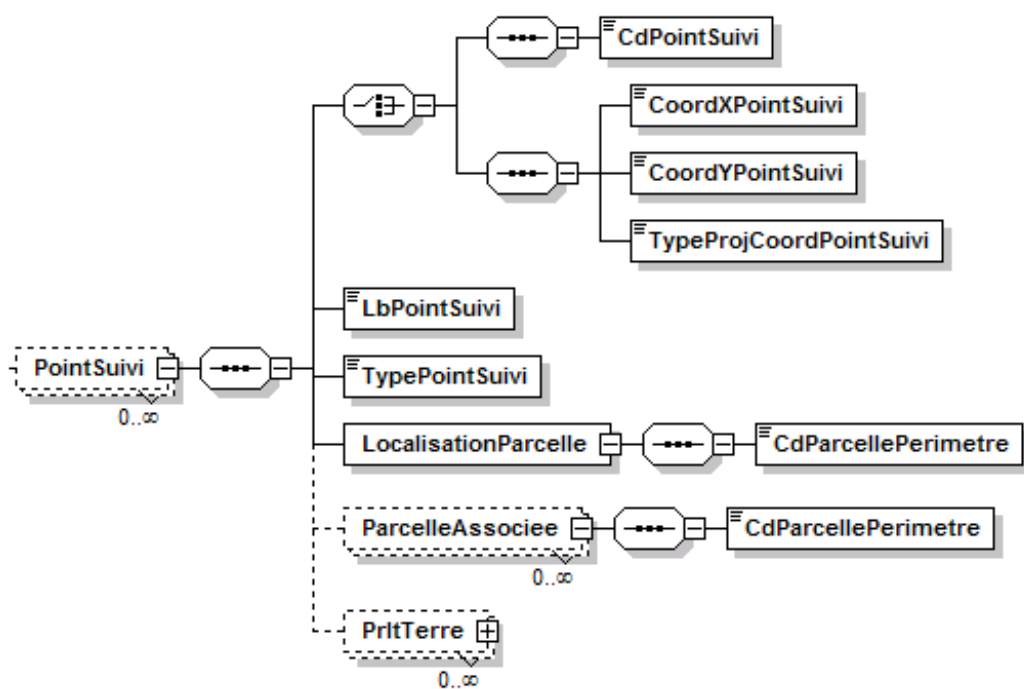 CdPointSuivi
CoordXPointSuivi
CoordYPointSuivi
TypeProjCoordPointSuivi
LbPointSuivi
PointSuivi
0..∞
TypePointSuivi
LocalisationParcelle
CdParcellePerimetre
ParcelleAssociee
0..∞
CdParcellePerimetre
PrltTerre
0..∞